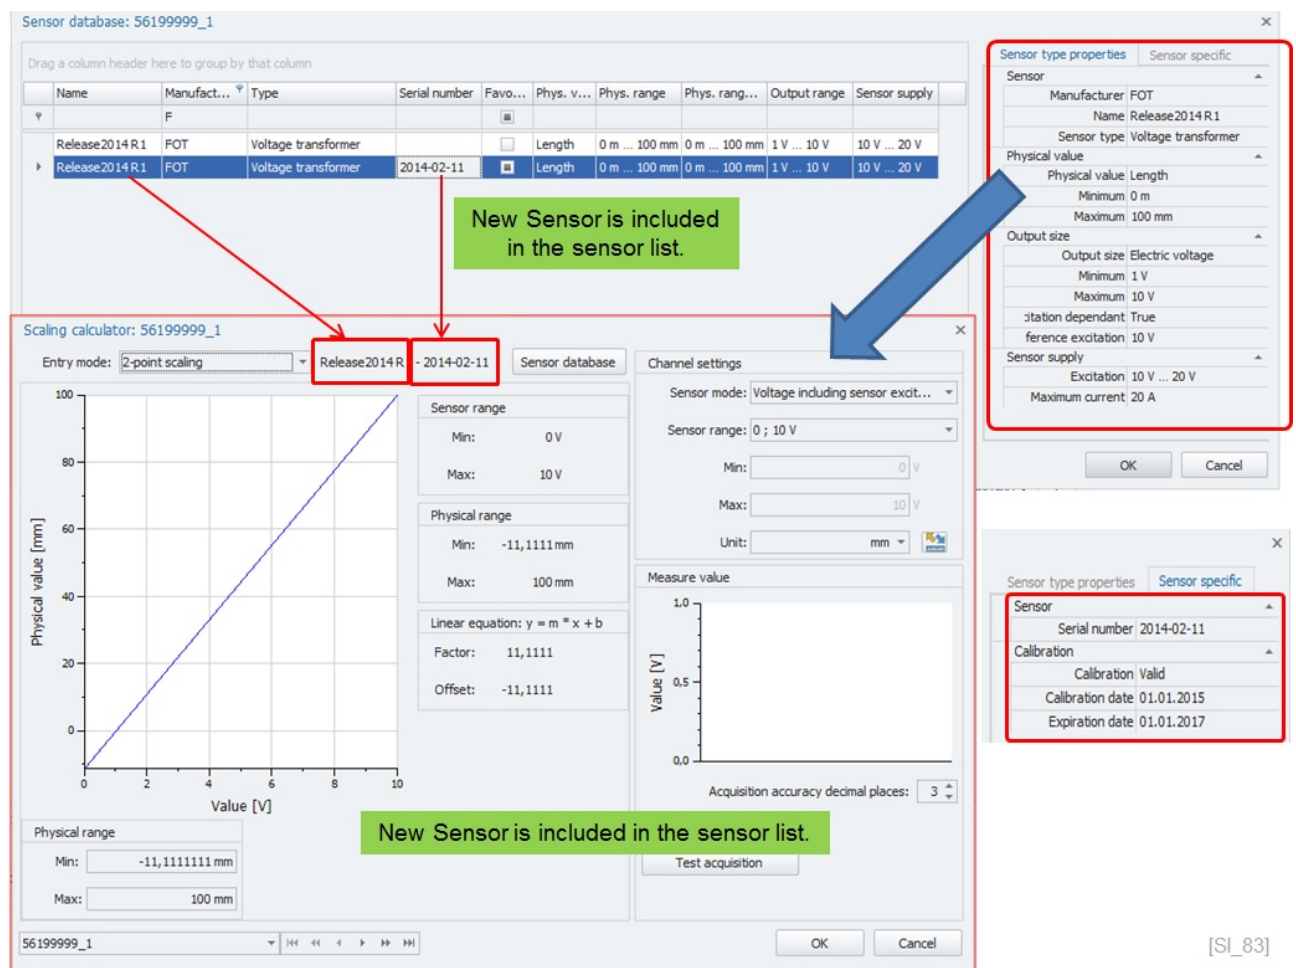 Sensor database: 56199999_1
Drag a column header here to group by that column
Name Manufact... Type Serial number Favo... Phys. v... Phys. range Phys. rang... Output range Sensor supply
F
Release2014R1 FOT Voltage transformer Length 0 m ... 100 mm 0 m ... 100 mm 1 V ... 10 V 10 V ... 20 V
Release2014R1 FOT Voltage transformer 2014-02-11 Length 0 m ... 100 mm 0 m ... 100 mm 1 V ... 10 V 10 V ... 20 V
New Sensor is included
in the sensor list.
Sensor type properties Sensor specific
Sensor
Manufacturer FOT
Name Release2014R1
Sensor type Voltage transformer
Physical value
Physical value Length
Minimum 0 m
Maximum 100 mm
Output size
Output size Electric voltage
Minimum 1 V
Maximum 10 V
:itation dependant True
ference excitation 10 V
Sensor supply
Excitation 10 V ... 20 V
Maximum current 20 A
OK Cancel
Scaling calculator: 56199999_1
Entry mode: 2-point scaling Release2014R - 2014-02-11 Sensor database
100
80
60
40
20
0
Physical value [mm]
0 2 4 6 8 10
Value [V]
Sensor range
Min: 0 V
Max: 10 V
Physical range
Min: -11,1111 mm
Max: 100 mm
Linear equation: y = m * x + b
Factor: 11,1111
Offset: -11,1111
Channel settings
Sensor mode: Voltage including sensor excit...
Sensor range: 0 ; 10 V
Min: 0 V
Max: 10 V
Unit: mm
Measure value
1,0
0,5
0,0
Value [V]
Acquisition accuracy decimal places: 3
New Sensor is included in the sensor list.
Test acquisition
Physical range
Min: -11,1111111 mm
Max: 100 mm
56199999_1
OK Cancel
Sensor type properties Sensor specific
Sensor
Serial number 2014-02-11
Calibration
Calibration Valid
Calibration date 01.01.2015
Expiration date 01.01.2017
[SI_83]